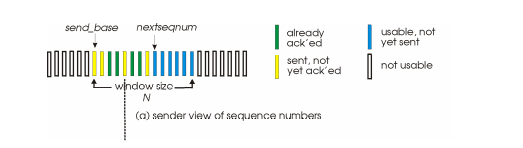 send_base nextseqnum
already
ack'ed
usable, not
yet sent
sent, not
yet ack'ed
not usable
window size
N
(a) sender view of sequence numbers